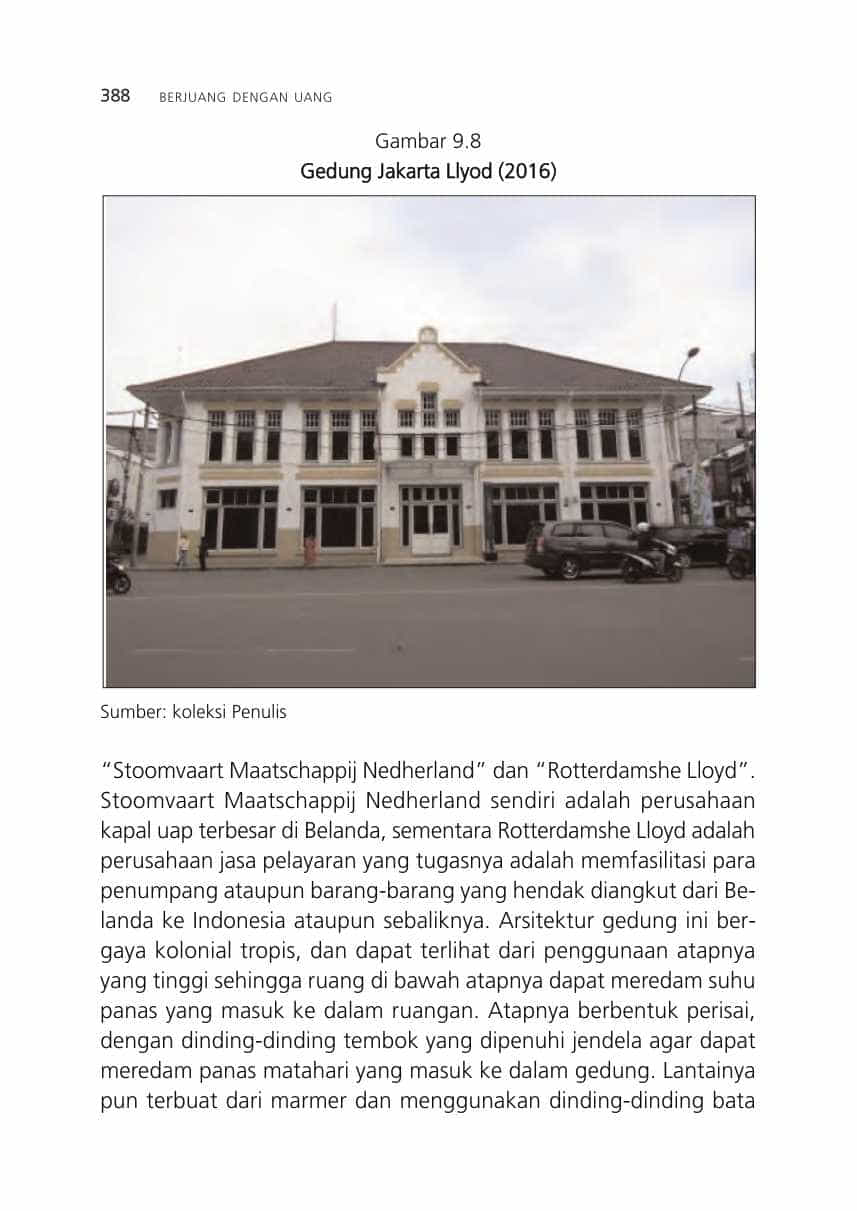 388 BERJUANG DENGAN UANG
Gambar 9.8
Gedung Jakarta Llyod (2016)
Sumber: koleksi Penulis
“Stoomvaart Maatschappij Nedherland” dan “Rotterdamshe Lloyd”.
Stoomvaart Maatschappij Nedherland sendiri adalah perusahaan
kapal uap terbesar di Belanda, sementara Rotterdamshe Lloyd adalah
perusahaan jasa pelayaran yang tugasnya adalah memfasilitasi para
penumpang ataupun barang-barang yang hendak diangkut dari Be-
landa ke Indonesia ataupun sebaliknya. Arsitektur gedung ini ber-
gaya kolonial tropis, dan dapat terlihat dari penggunaan atapnya
yang tinggi sehingga ruang di bawah atapnya dapat meredam suhu
panas yang masuk ke dalam ruangan. Atapnya berbentuk perisai,
dengan dinding-dinding tembok yang dipenuhi jendela agar dapat
meredam panas matahari yang masuk ke dalam gedung. Lantainya
pun terbuat dari marmer dan menggunakan dinding-dinding bata